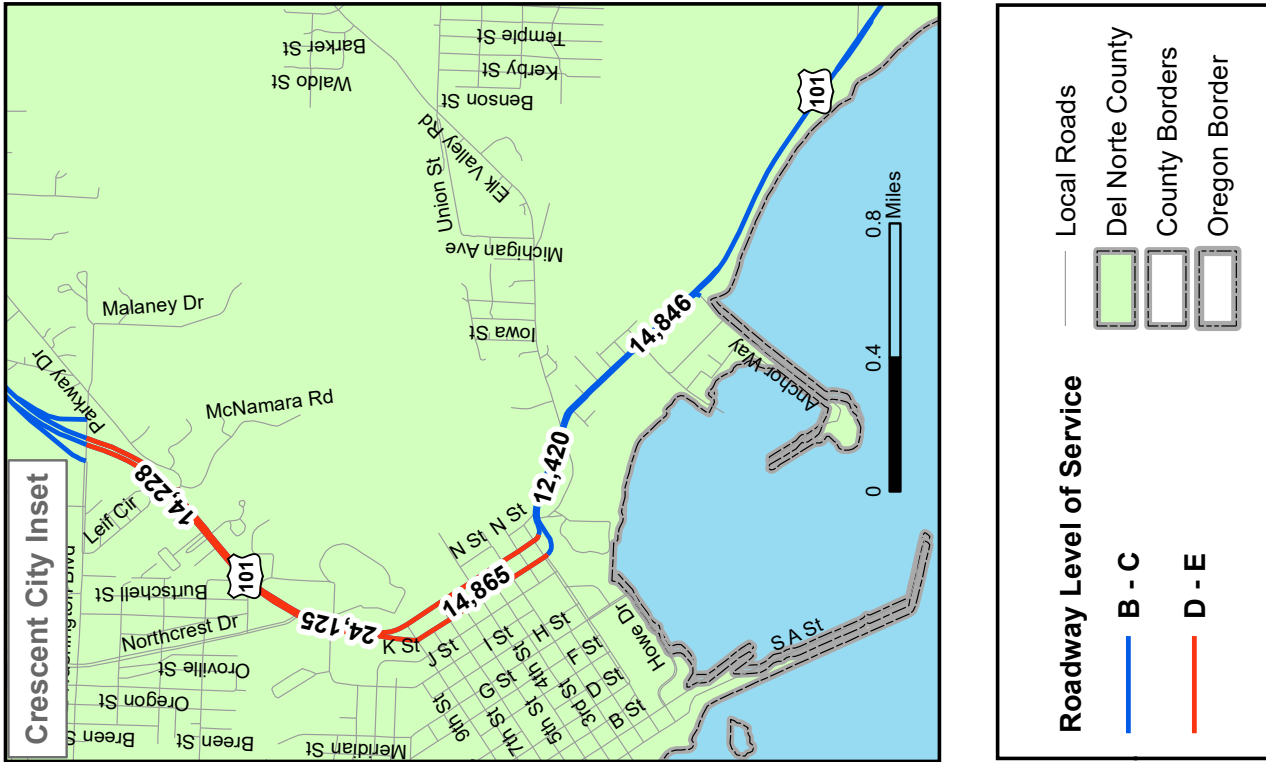 Crescent City Inset
Parkway Dr
Malaney Dr
McNamara Rd
14,228
Leif Cir
Burtschell St
101
Northcrest Dr
24,125
Oroville St
Oregon St
Breen St
Breen St
Meridian St
K St
J St
I St
H St
G St
F St
D St
B St
9th St
7th St
5th St
4th St
3rd St
N St
N St
14,865
12,420
14,846
Howe Dr
S A St
Anchor Way
Iowa St
Michigan Ave
Union St
Elk Valley Rd
Waldo St
Barker St
Benson St
Kerby St
Temple St
101
0
0.4
0.8
Miles
Roadway Level of Service
B - C
D - E
Local Roads
Del Norte County
County Borders
Oregon Border